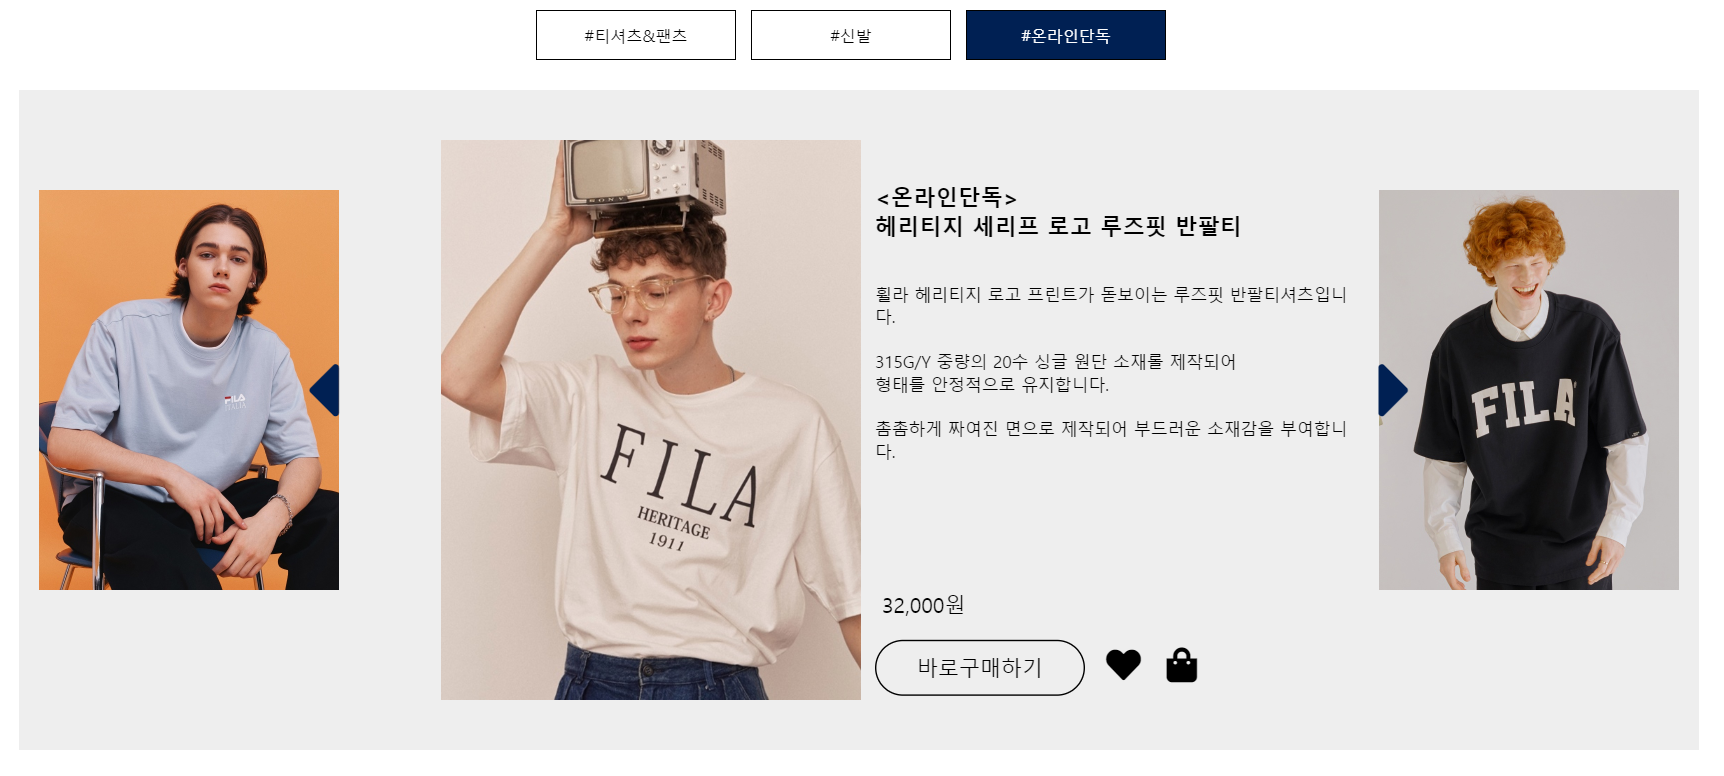 #티셔츠&팬츠
#신발
#온라인단독
FILA
ITALIA
SONY
FILA
HERITAGE
1911
<온라인단독>
헤리티지 세리프 로고 루즈핏 반팔티
휠라 헤리티지 로고 프린트가 돋보이는 루즈핏 반팔티셔츠입니
다.
315G/Y 중량의 20수 싱글 원단 소재롤 제작되어
형태를 안정적으로 유지합니다.
촘촘하게 짜여진 면으로 제작되어 부드러운 소재감을 부여합니
다.
32,000원
바로구매하기
FILA